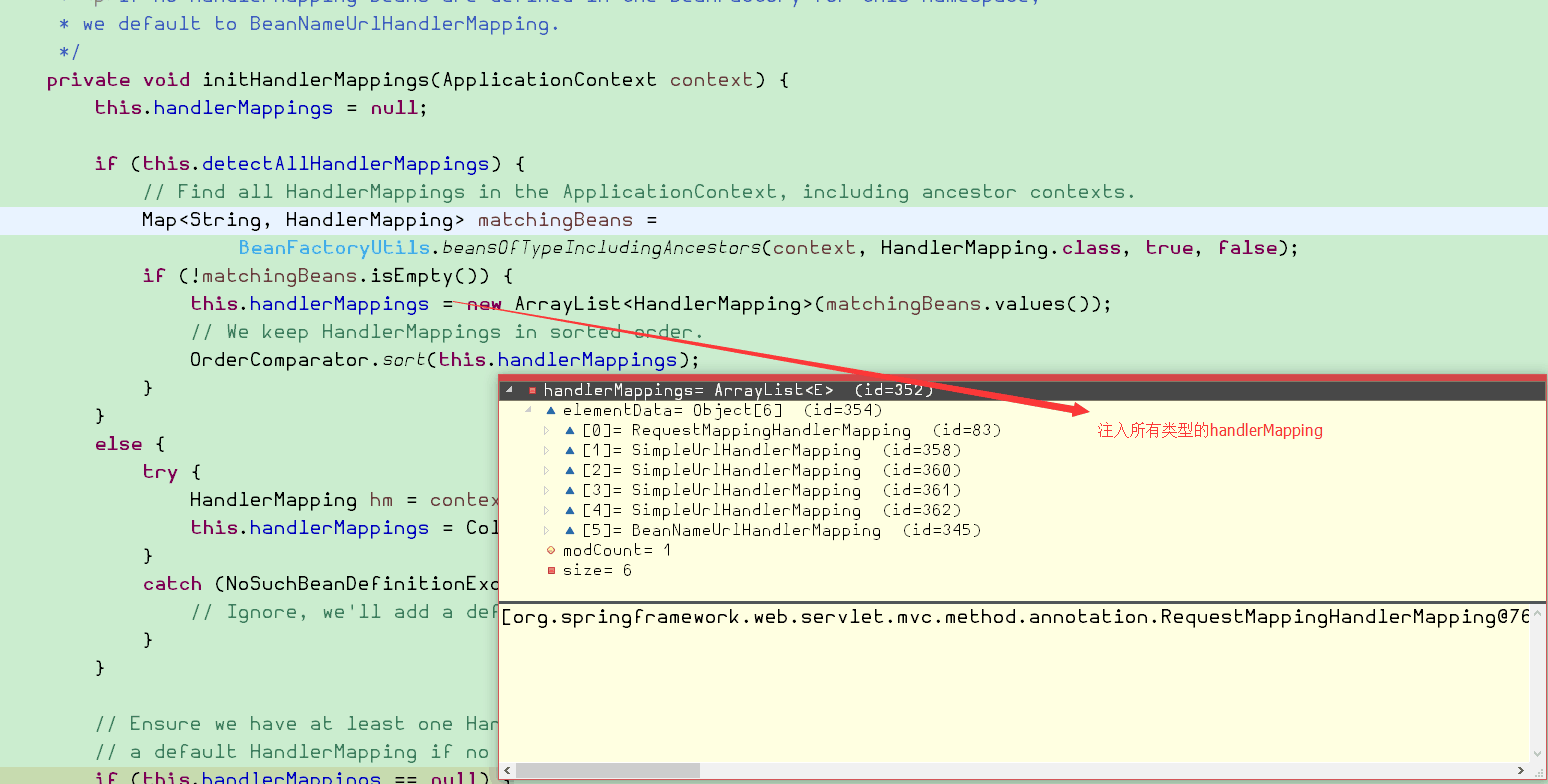 * we default to BeanNameUrlHandlerMapping.
*/
private void initHandlerMappings(ApplicationContext context) {
this.handlerMappings = null;
if (this.detectAllHandlerMappings) {
// Find all HandlerMappings in the ApplicationContext, including ancestor contexts.
Map<String, HandlerMapping> matchingBeans =
BeanFactoryUtils.beansOfTypeIncludingAncestors(context, HandlerMapping.class, true, false);
if (!matchingBeans.isEmpty()) {
this.handlerMappings = new ArrayList<HandlerMapping>(matchingBeans.values());
// We keep HandlerMappings in sorted order.
OrderComparator.sort(this.handlerMappings);
}
}
else {
try {
HandlerMapping hm = contex
this.handlerMappings = Col
}
catch (NoSuchBeanDefinitionExc
// Ignore, we'll add a def
}
}
// Ensure we have at least one Han
// a default HandlerMapping if no
if (this.handlerMappings == null) {
handlerMappings= ArrayList<E> (id=352)
elementData= Object[6] (id=354)
[0]= RequestMappingHandlerMapping (id=83)
[1]= SimpleUrlHandlerMapping (id=358)
[2]= SimpleUrlHandlerMapping (id=360)
[3]= SimpleUrlHandlerMapping (id=361)
[4]= SimpleUrlHandlerMapping (id=362)
[5]= BeanNameUrlHandlerMapping (id=345)
modCount= 1
size= 6
注入所有类型的handlerMapping
[org.springframework.web.servlet.mvc.method.annotation.RequestMappingHandlerMapping@76